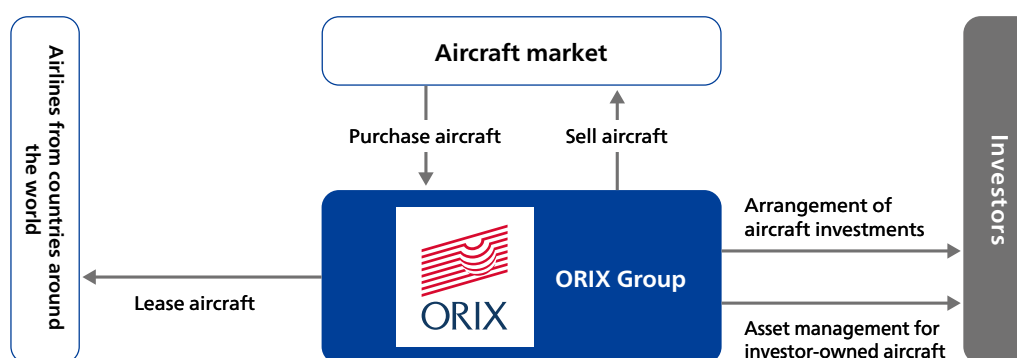 Airlines from countries around
the world
Aircraft market
Purchase aircraft
Sell aircraft
ORIX
ORIX Group
Lease aircraft
Arrangement of
aircraft investments
Asset management for
investor-owned aircraft
Investors